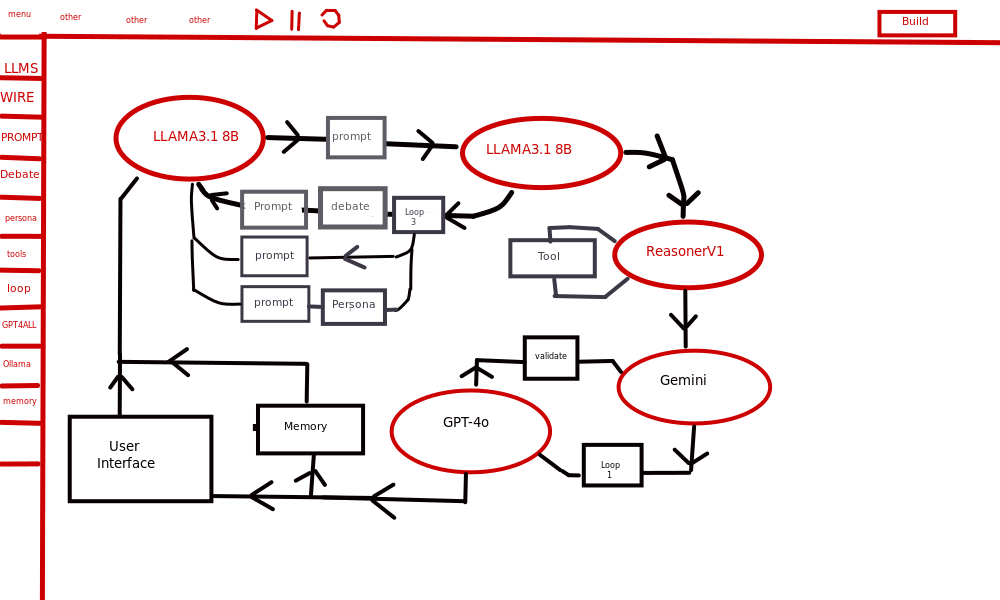 menu
other
other
other
Build
LLMS
WIRE
PROMPT
Debate
persona
tools
loop
GPT4ALL
Ollama
memory
LLAMA3.1 8B
prompt
LLAMA3.1 8B
Prompt
debate
Loop
3
prompt
prompt
Persona
Tool
ReasonerV1
validate
Gemini
GPT-4o
Loop
1
Memory
User
Interface